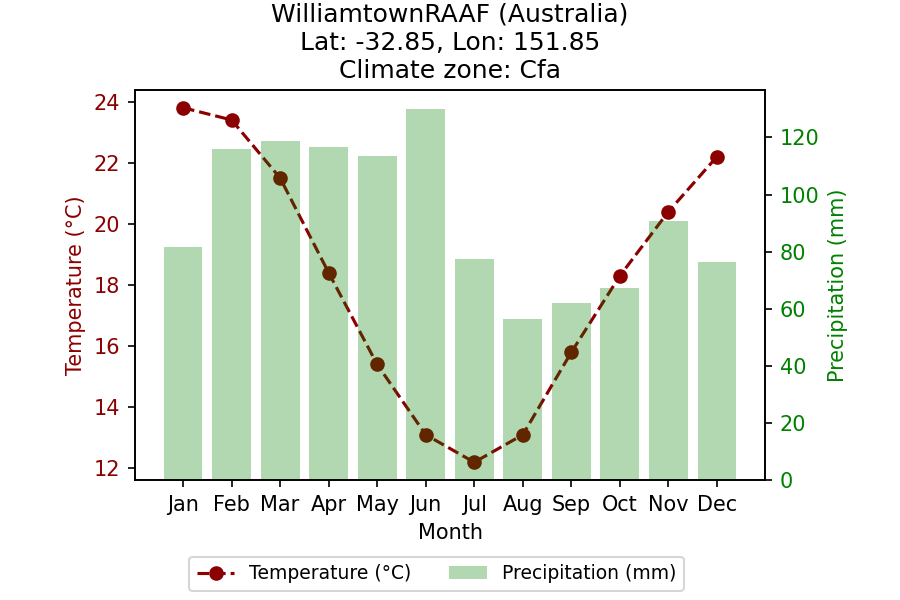 WilliamtownRAAF (Australia)
Lat: -32.85, Lon: 151.85
Climate zone: Cfa
24
22
20
18
16
14
12
Temperature (°C)
120
100
80
60
40
20
0
Precipitation (mm)
Jan Feb Mar Apr May Jun Jul Aug Sep Oct Nov Dec
Month
Temperature (°C) Precipitation (mm)